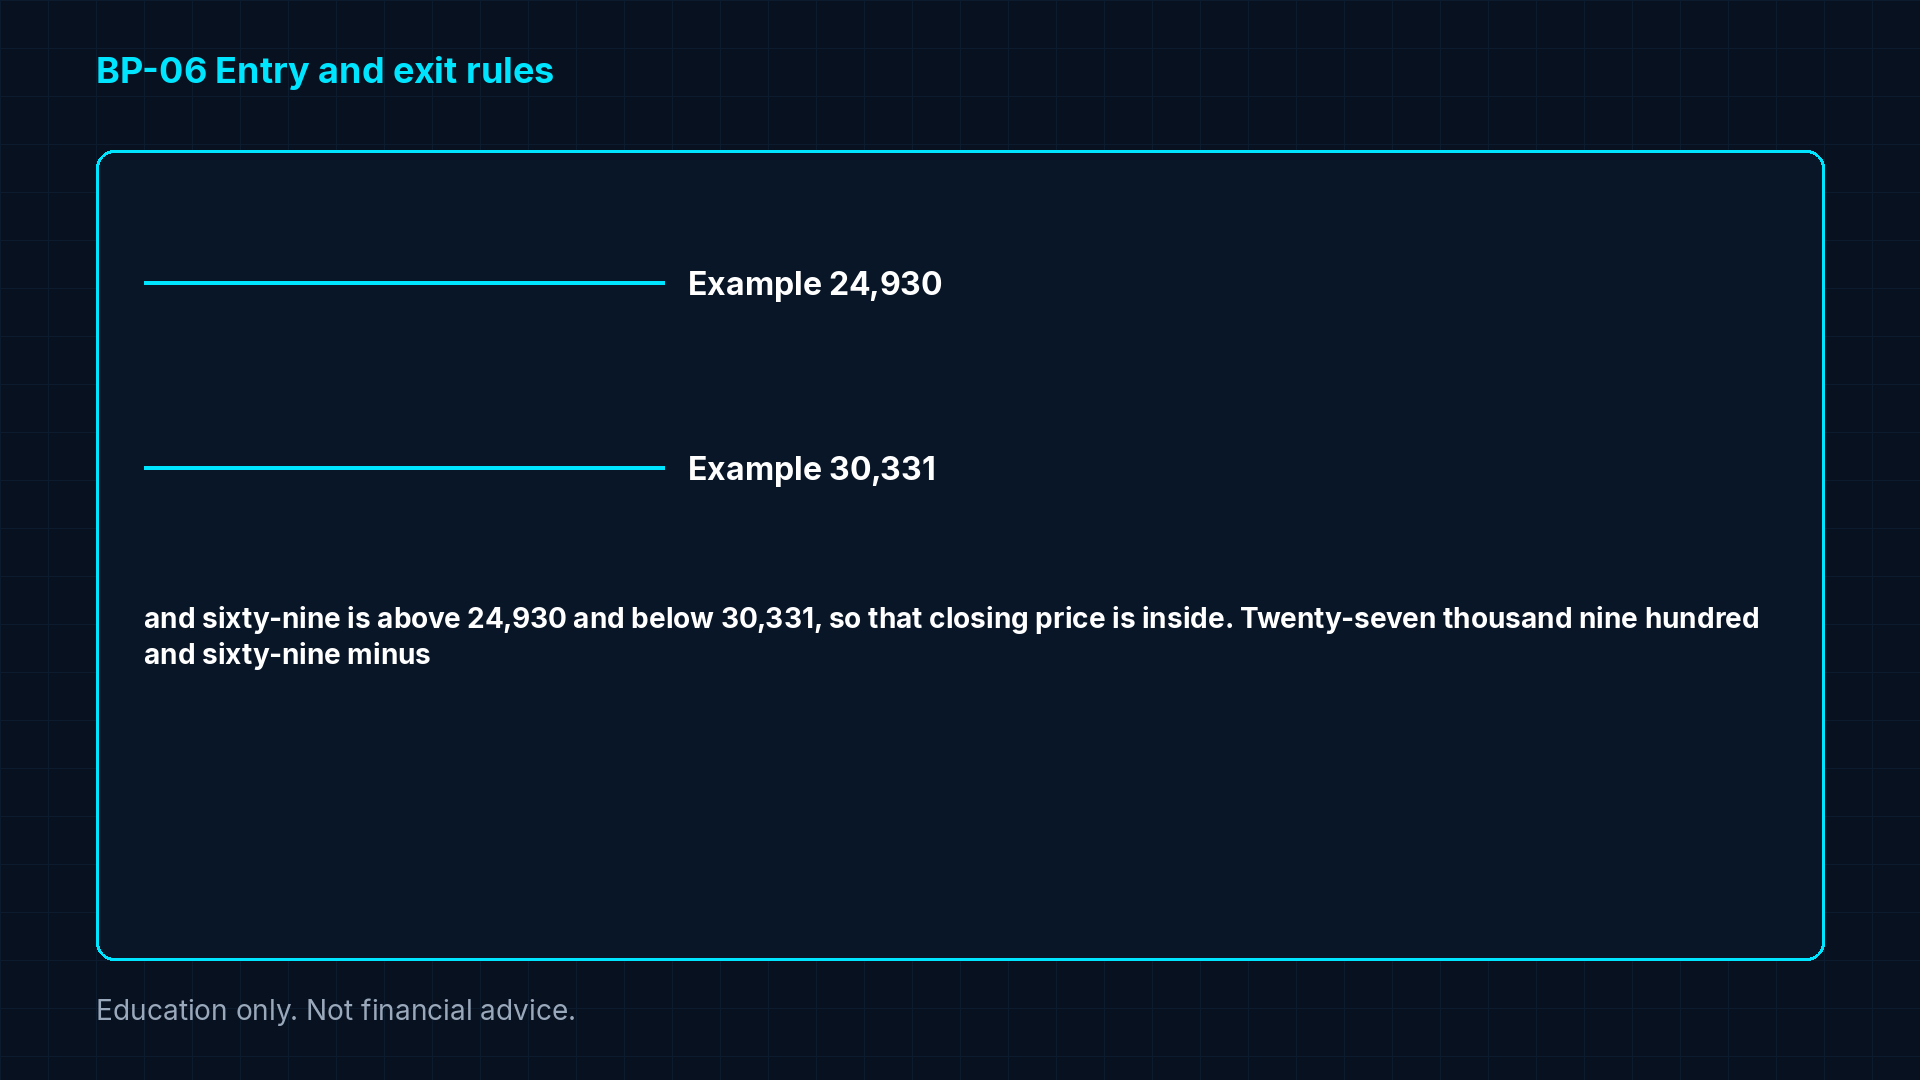 BP-06 Entry and exit rules
Example 24,930
Example 30,331
and sixty-nine is above 24,930 and below 30,331, so that closing price is inside. Twenty-seven thousand nine hundred
and sixty-nine minus
Education only. Not financial advice.